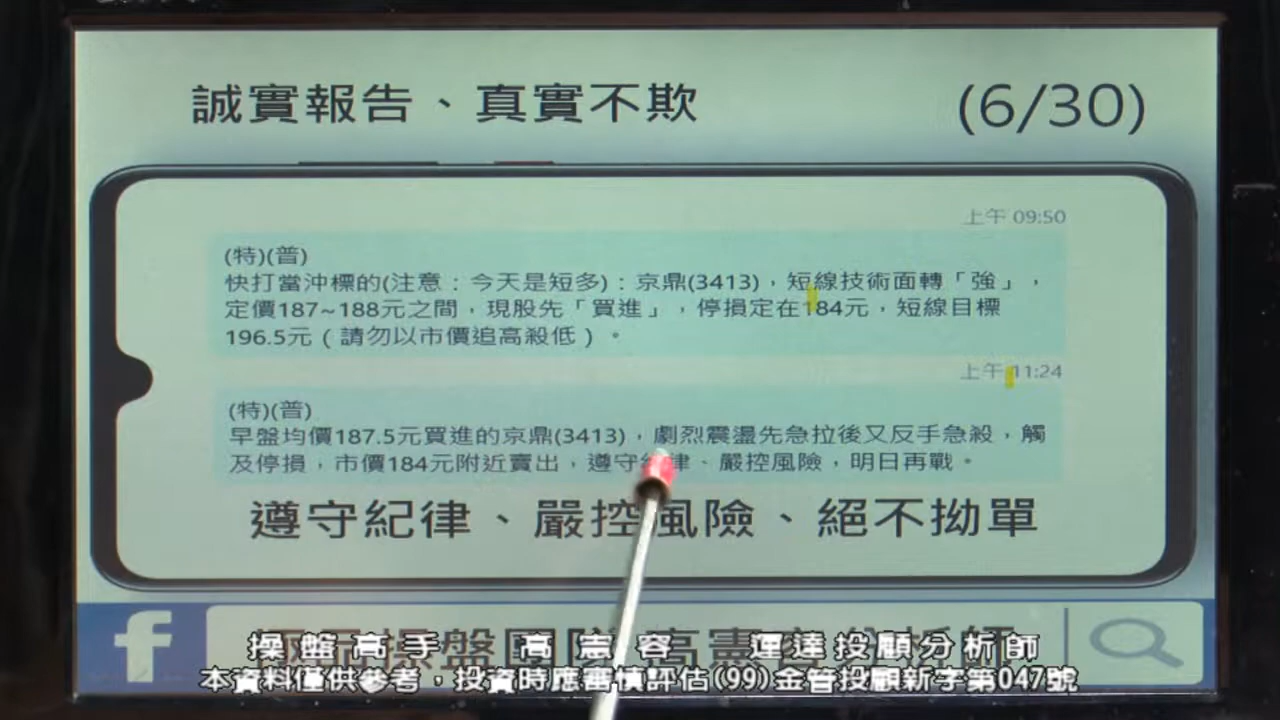 誠實報告、真實不欺
(6/30)
上午 09:50
(特)(普)
快打當沖標的(注意：今天是短多)：京鼎(3413)，短線技術面轉「強」，
定價187~188元之間，現股先「買進」，停損定在184元，短線目標
196.5元（請勿以市價追高殺低）。
上午 11:24
(特)(普)
早盤均價187.5元買進的京鼎(3413)，劇烈震盪先急拉後又反手急殺，觸
及停損，市價184元附近賣出，遵守紀律、嚴控風險，明日再戰。
遵守紀律、嚴控風險、絕不拗單
f
操盤高手 高憲容 運達投顧分析師
本資料僅供參考，投資時應審慎評估(99)金管投顧新字第047號